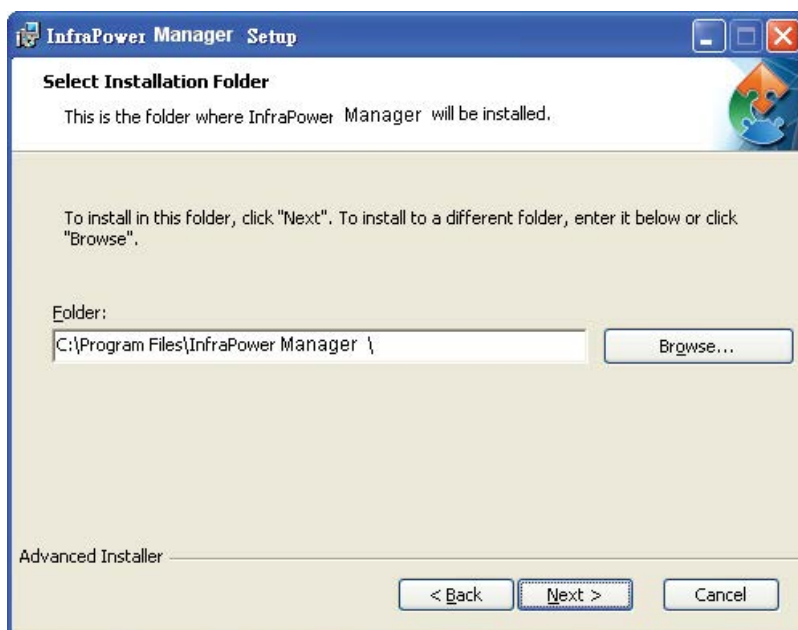 InfraPower Manager Setup
Select Installation Folder
This is the folder where InfraPower Manager will be installed.
To install in this folder, click "Next". To install to a different folder, enter it below or click
"Browse".
Folder:
C:\Program Files\InfraPower Manager \
Browse...
Advanced Installer
< Back
Next >
Cancel